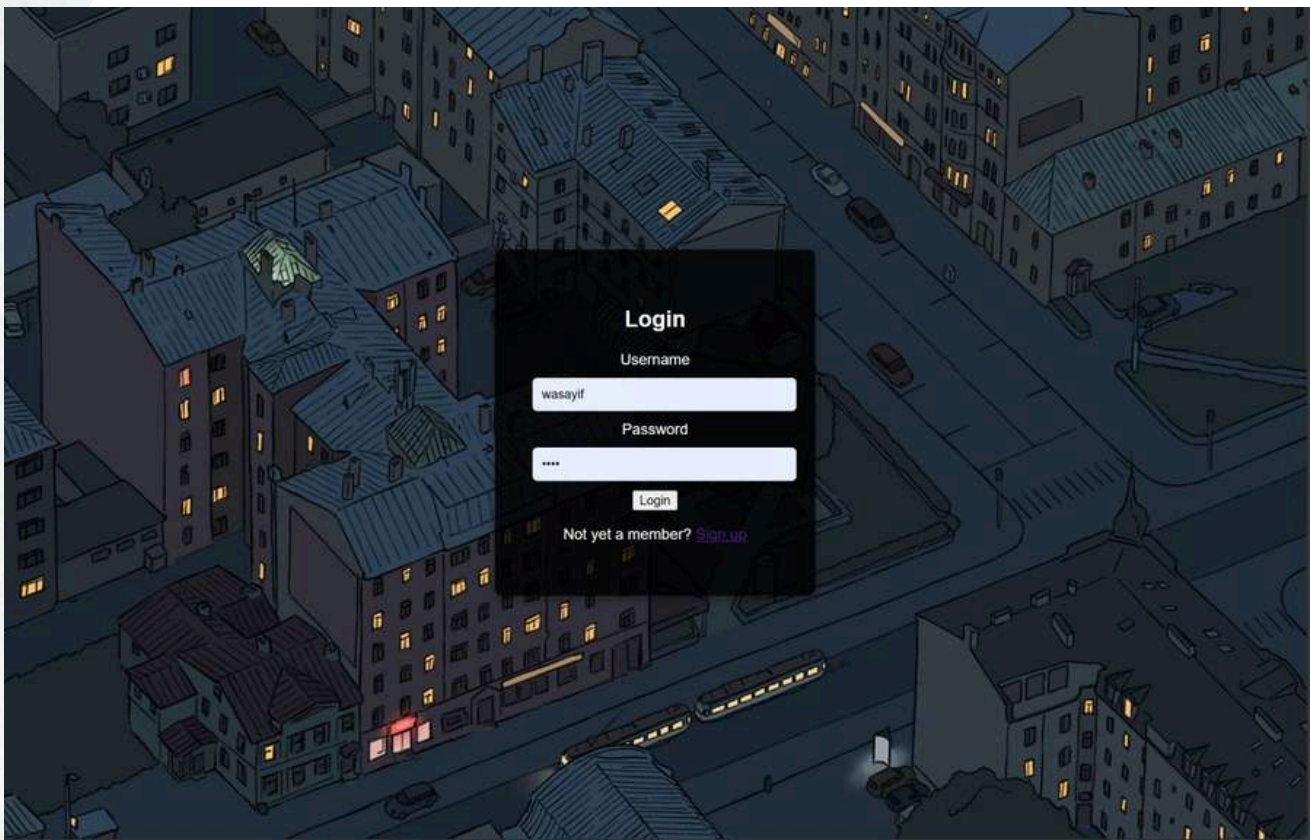 Login
Username
wasayif
Password
••••
Login
Not yet a member? Sign up